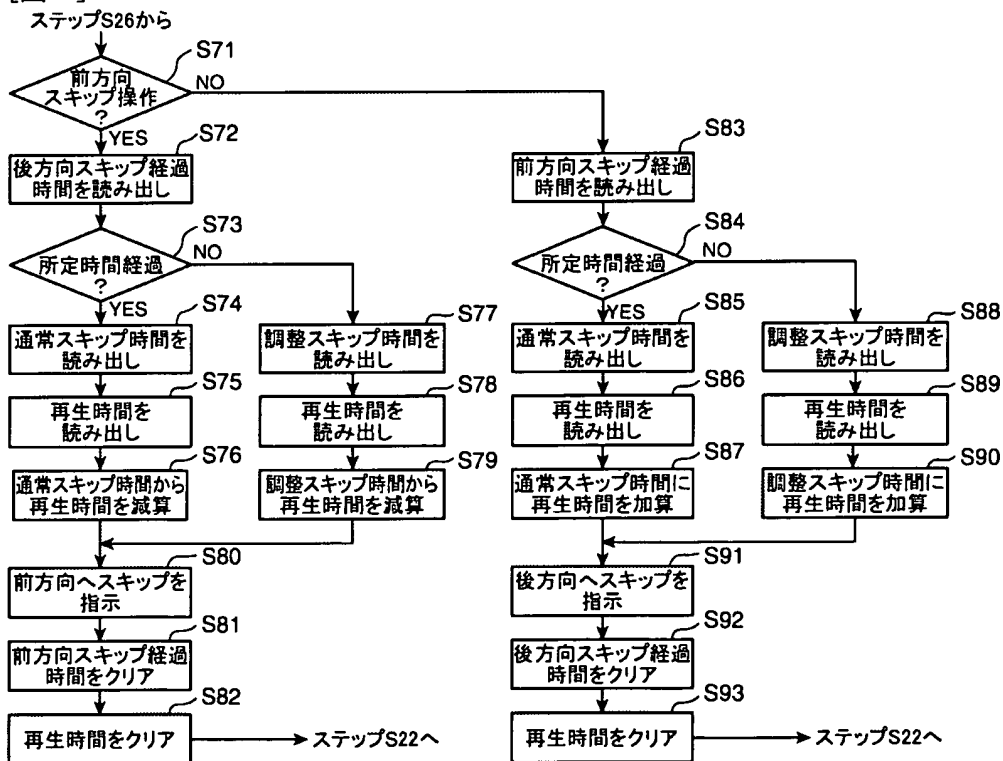 ステップS26から
S71
前方向
スキップ操作
?
NO
YES
S72
後方向スキップ経過
時間を読み出し
S73
所定時間経過
?
NO
YES
S74
通常スキップ時間を
読み出し
S75
再生時間を
読み出し
S76
通常スキップ時間から
再生時間を減算
S77
調整スキップ時間を
読み出し
S78
再生時間を
読み出し
S79
調整スキップ時間から
再生時間を減算
S80
前方向へスキップを
指示
S81
前方向スキップ経過
時間をクリア
S82
再生時間をクリア
ステップS22へ
S83
前方向スキップ経過
時間を読み出し
S84
所定時間経過
?
NO
YES
S85
通常スキップ時間を
読み出し
S86
再生時間を
読み出し
S87
通常スキップ時間に
再生時間を加算
S88
調整スキップ時間を
読み出し
S89
再生時間を
読み出し
S90
調整スキップ時間に
再生時間を加算
S91
後方向へスキップを
指示
S92
後方向スキップ経過
時間をクリア
S93
再生時間をクリア
ステップS22へ